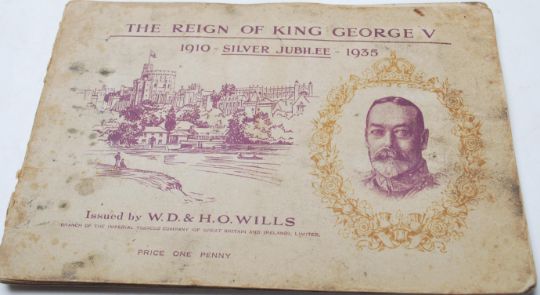 THE REIGN OF KING GEORGE V
1910 - SILVER JUBILEE - 1935
Issued by W.D. & H.O. WILLS
BRANCH OF THE IMPERIAL TOBACCO COMPANY (OF GREAT BRITAIN AND IRELAND), LIMITED.
PRICE ONE PENNY